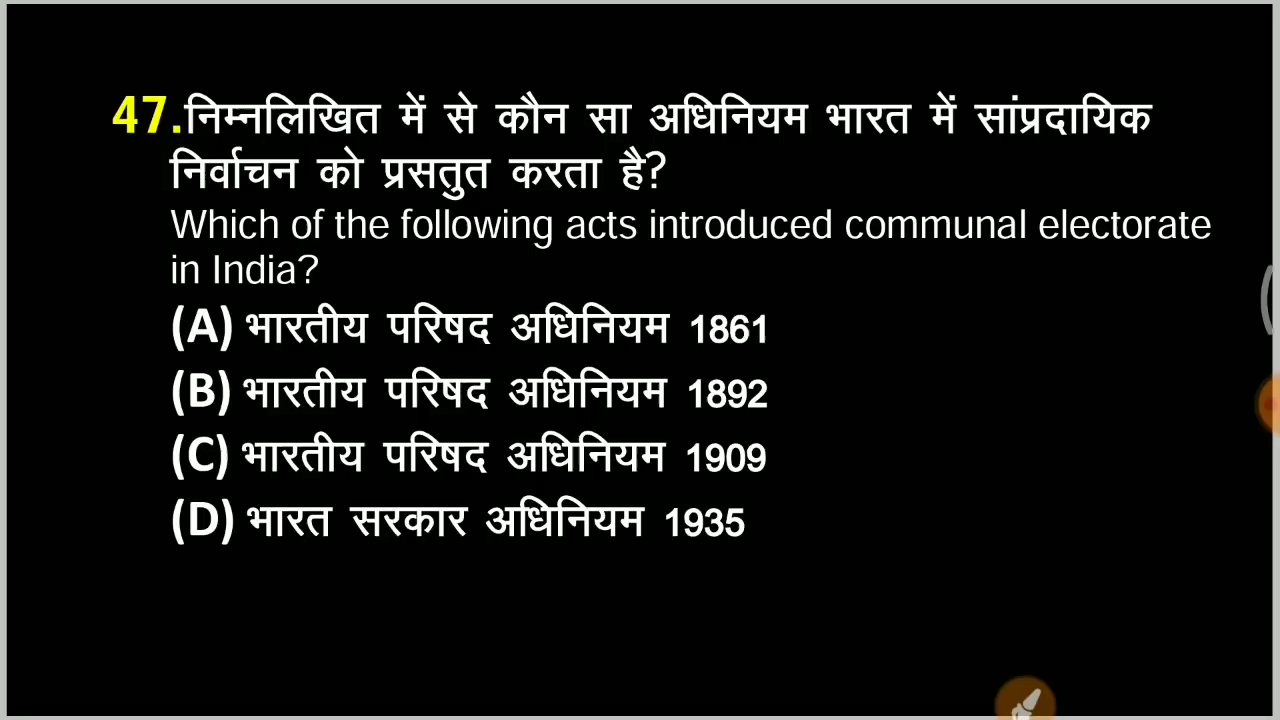 47.निम्नलिखित में से कौन सा अधिनियम भारत में सांप्रदायिक
निर्वाचन को प्रसतुत करता है?
Which of the following acts introduced communal electorate
in India?
(A) भारतीय परिषद अधिनियम 1861
(B) भारतीय परिषद अधिनियम 1892
(C) भारतीय परिषद अधिनियम 1909
(D) भारत सरकार अधिनियम 1935